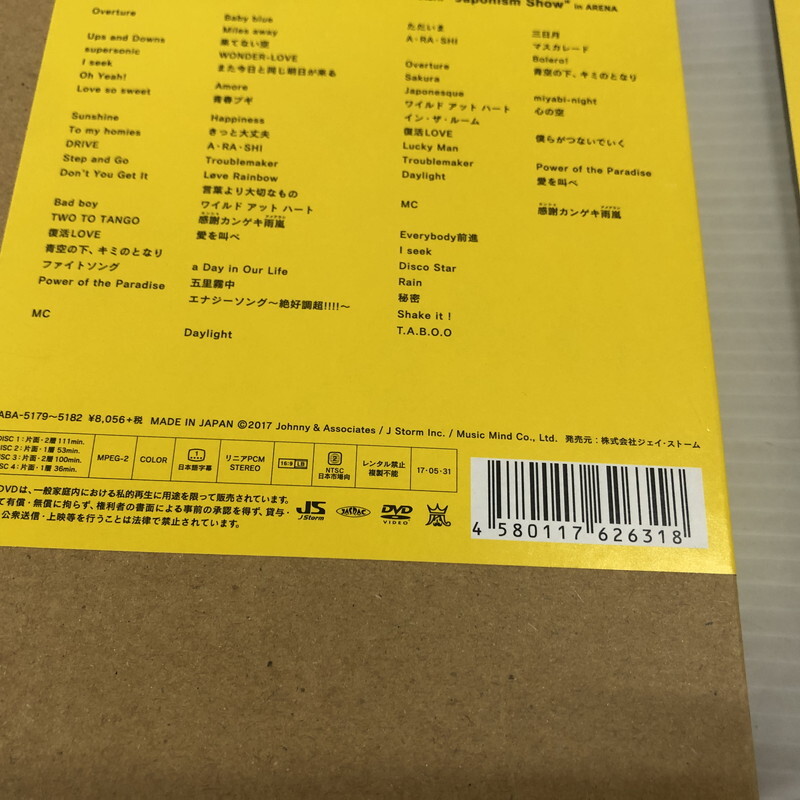 "Japonism Show" in ARENA
Overture
Ups and Downs
supersonic
I seek
Oh Yeah!
Love so sweet
Sunshine
To my homies
DRIVE
Step and Go
Don't You Get It
Bad boy
TWO TO TANGO
復活LOVE
青空の下、キミのとなり
ファイトソング
Power of the Paradise
MC
Baby blue
Miles away
果てない空
WONDER-LOVE
また今日と同じ明日が来る
Amore
青春ブギ
Happiness
きっと大丈夫
A・RA・SHI
Troublemaker
Løve Rainbow
言葉より大切なもの
ワイルド アット ハート
感謝カンゲキ雨嵐
愛を叫べ
a Day in Our Life
五里霧中
エナジーソング〜絶好調超!!!!〜
Daylight
ただいま
A・RA・SHI
Overture
Sakura
Japonesque
ワイルド アット ハート
イン・ザ・ルーム
復活LOVE
Lucky Man
Troublemaker
Daylight
MC
Everybody前進
I seek
Disco Star
Rain
秘密
Shake it !
T.A.B.O.O
三日月
マスカレード
Bolero!
青空の下、キミのとなり
miyabi-night
心の空
僕らがつないでいく
Power of the Paradise
愛を叫べ
感謝カンゲキ雨嵐
ABA-5179〜5182 ¥8,056+税 MADE IN JAPAN ©2017 Johnny & Associates / J Storm Inc. / Music Mind Co., Ltd. 発売元：株式会社ジェイ・ストーム
DISC 1：片面・2層 111min.
DISC 2：片面・1層 53min.
DISC 3：片面・2層 100min.
DISC 4：片面・1層 36min.
MPEG-2
COLOR
1
日本語字幕
リニアPCM
STEREO
16:9 LB
2
NTSC
日本市場向
レンタル禁止
複製不能
17・05・31
DVDは、一般家庭内における私的再生に用途を限って販売されています。
て有償・無償に拘らず、権利者の書面による事前の承認を得ず、貸与・
公衆送信・上映等を行うことは法律で禁止されています。
JS
J Storm
DVD
VIDEO
嵐
4 580117 626318